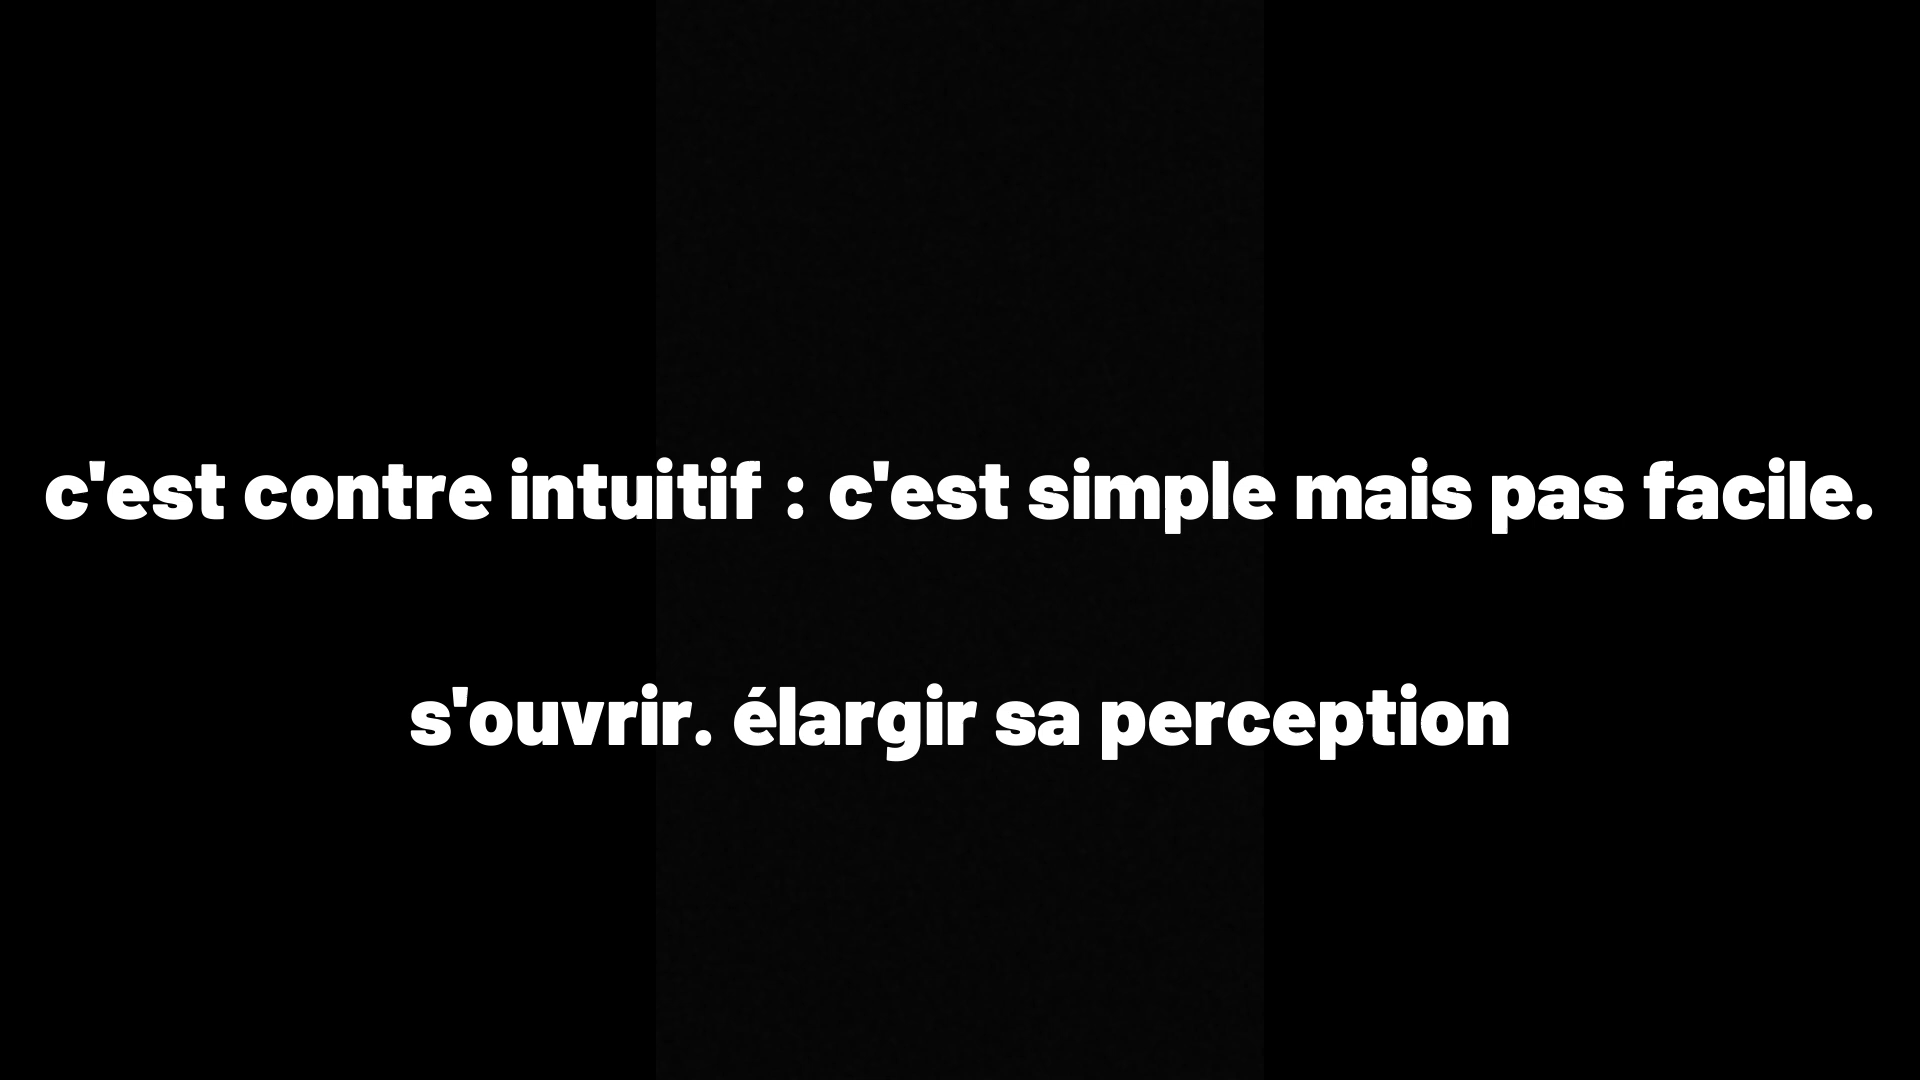 c'est contre intuitif : c'est simple mais pas facile.
s'ouvrir. élargir sa perception